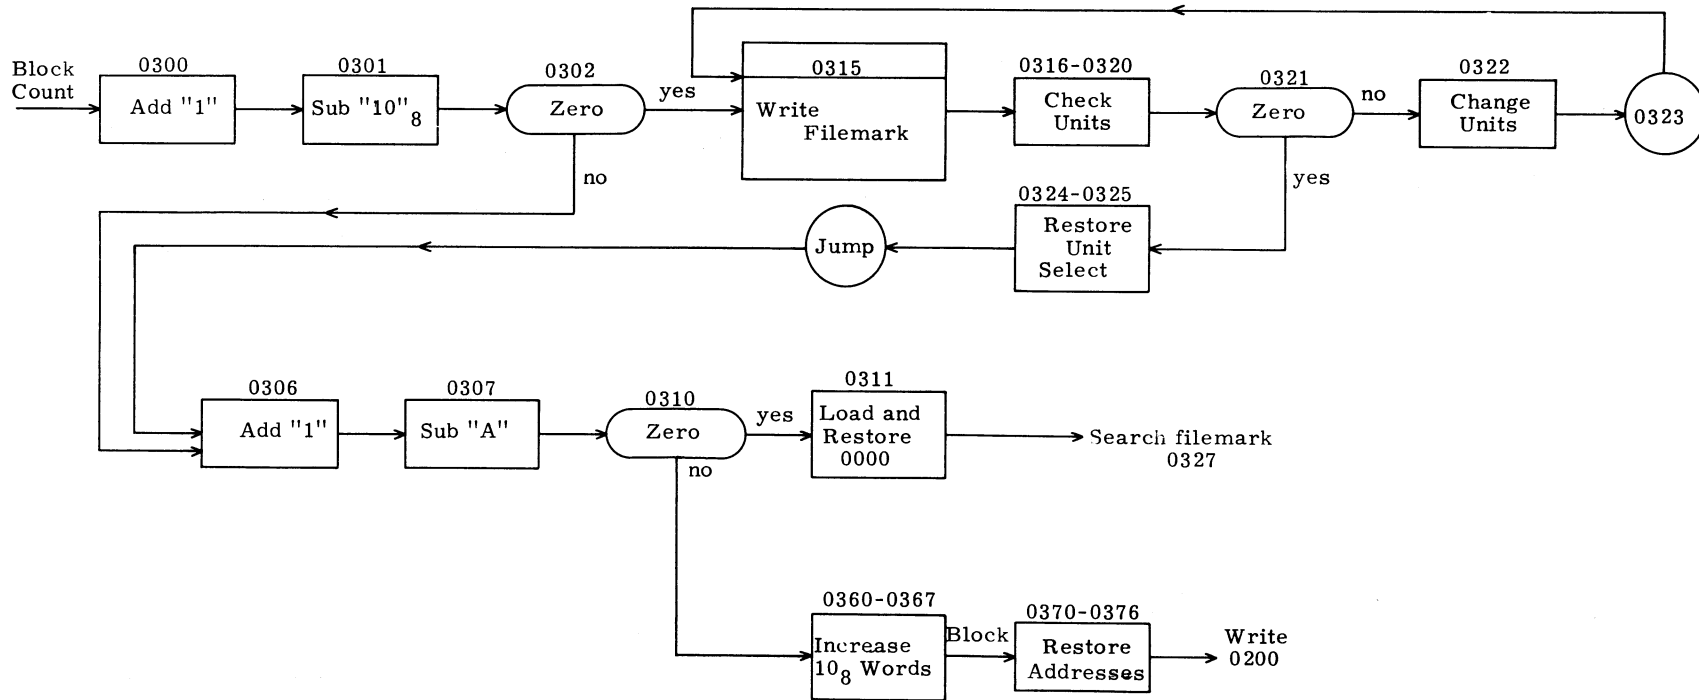 Block
Count
0300
Add "1"
0301
Sub "10"8
0302
Zero
yes
no
0315
Write
Filemark
0316-0320
Check
Units
0321
Zero
no
yes
0322
Change
Units
0323
0324-0325
Restore
Unit
Select
Jump
0306
Add "1"
0307
Sub "A"
0310
Zero
yes
no
0311
Load and
Restore
0000
Search filemark
0327
0360-0367
Increase
108 Words
Block
0370-0376
Restore
Addresses
Write
0200